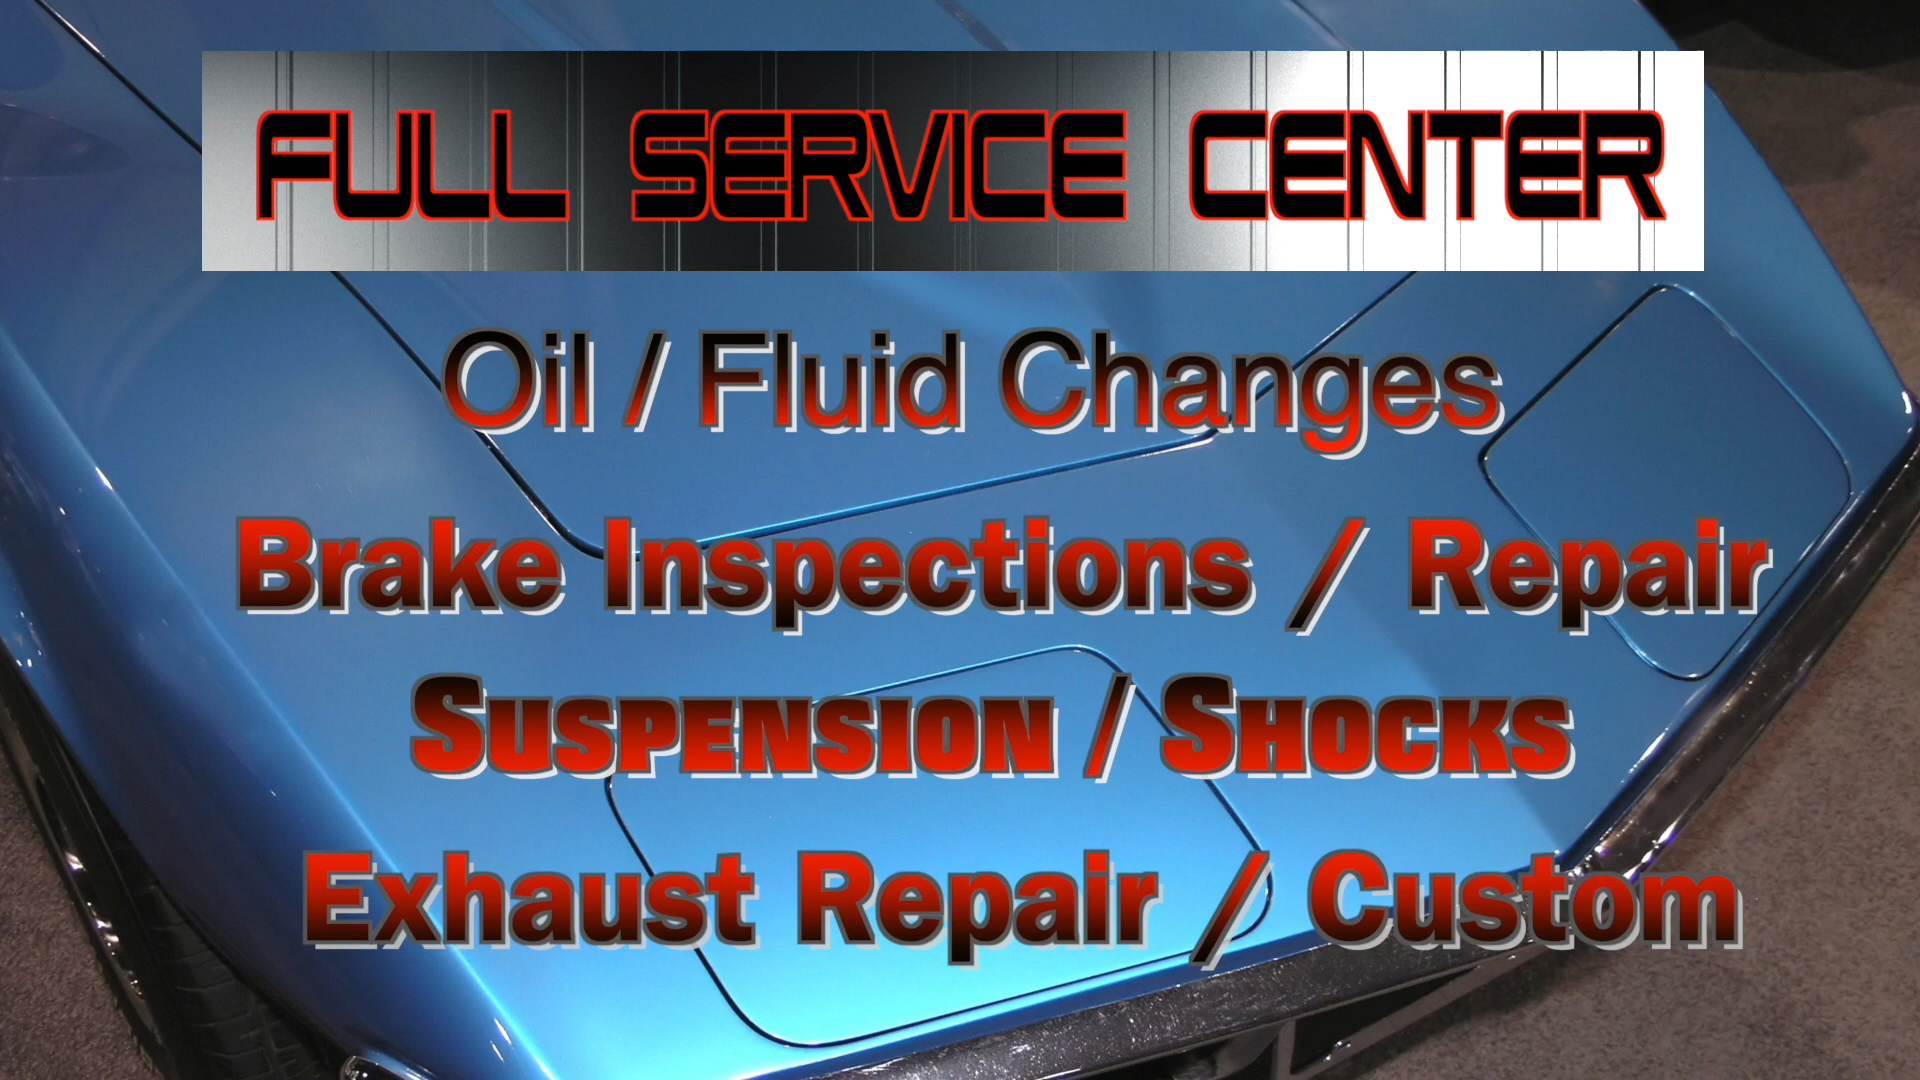 FULL SERVICE CENTER
Oil / Fluid Changes
Brake Inspections / Repair
SUSPENSION / SHOCKS
Exhaust Repair / Custom